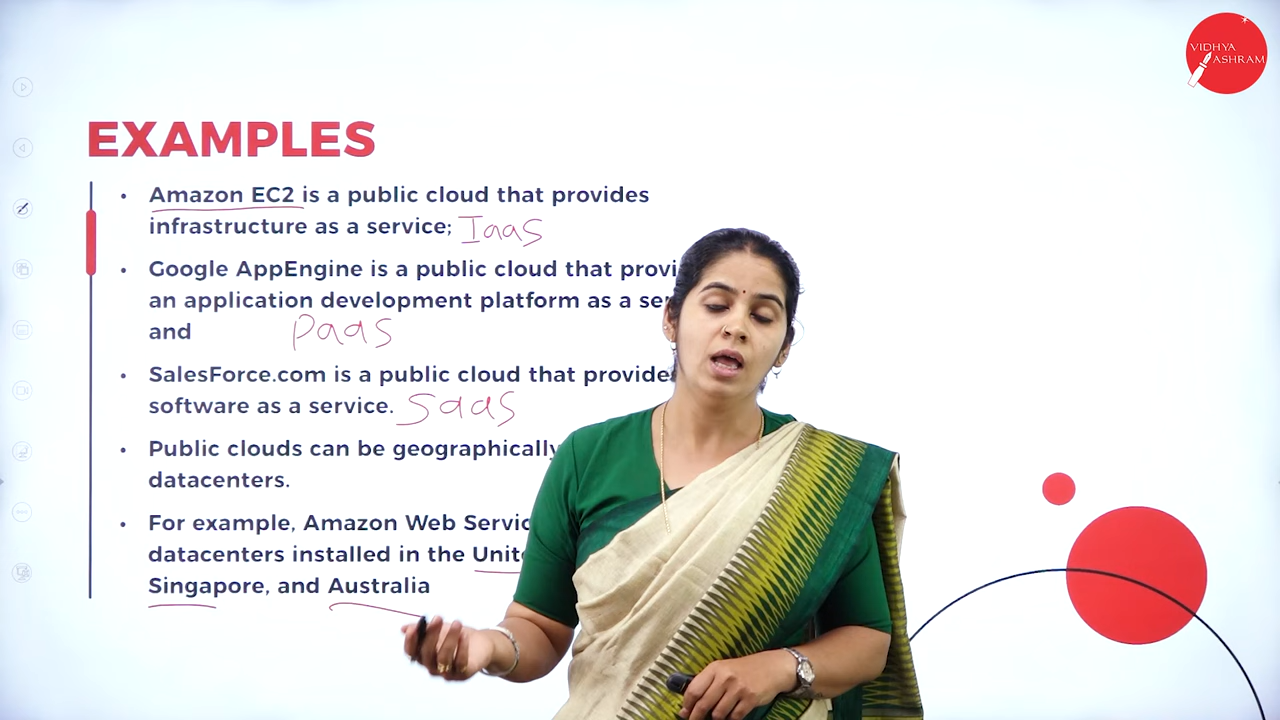 VIDHYA
ASHRAM
EXAMPLES
• Amazon EC2 is a public cloud that provides
infrastructure as a service; IaaS
• Google AppEngine is a public cloud that provi
an application development platform as a se
and
PaaS
• SalesForce.com is a public cloud that provide
software as a service. SaaS
• Public clouds can be geographically
datacenters.
• For example, Amazon Web Servic
datacenters installed in the Unite
Singapore, and Australia